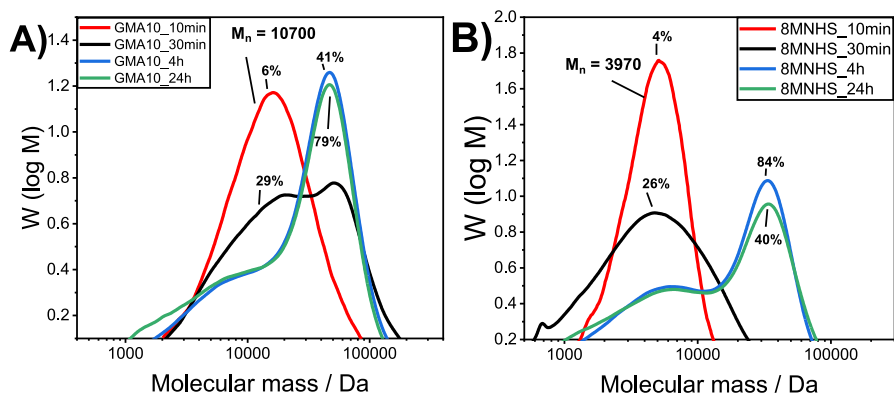 A)
GMA10_10min
GMA10_30min
GMA10_4h
GMA10_24h
Mn = 10700
6%
41%
79%
29%
W (log M)
1.4
1.2
1.0
0.8
0.6
0.4
0.2
1000
10000
100000
Molecular mass / Da
B)
8MNHS_10min
8MNHS_30min
8MNHS_4h
8MNHS_24h
Mn = 3970
4%
84%
26%
40%
W (log M)
2.0
1.8
1.6
1.4
1.2
1.0
0.8
0.6
0.4
0.2
1000
10000
100000
Molecular mass / Da